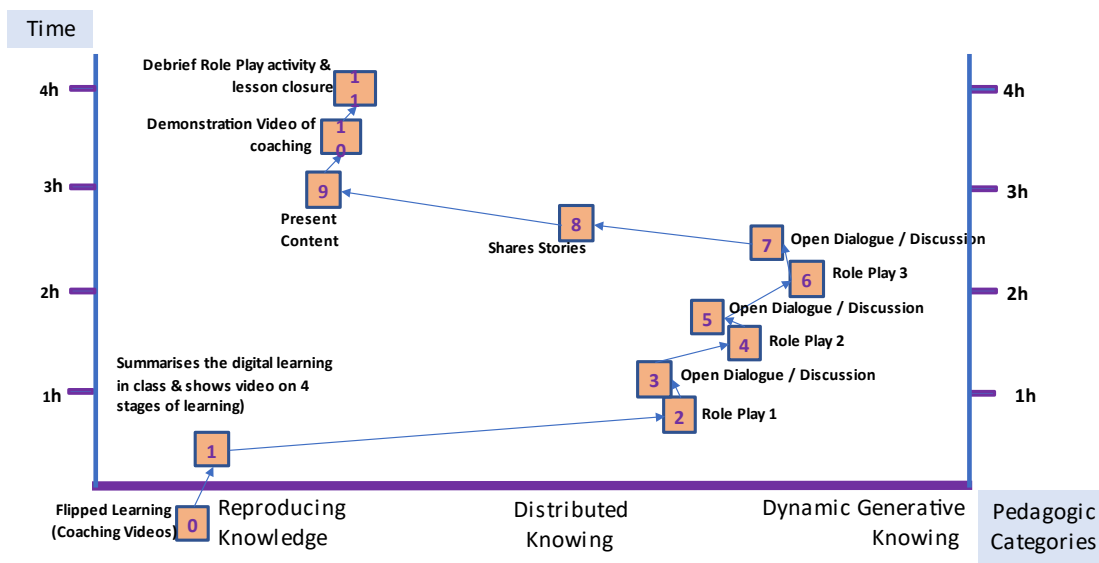 Time
Debrief Role Play activity &
lesson closure
1
1
4h
4h
Demonstration Video of
coaching
1
0
3h
3h
9
Present
Content
8
Shares Stories
7
Open Dialogue / Discussion
6
Role Play 3
2h
2h
5
Open Dialogue / Discussion
4
Role Play 2
Summarises the digital learning
in class & shows video on 4
stages of learning)
3
Open Dialogue / Discussion
1h
1h
2
Role Play 1
1
Flipped Learning
(Coaching Videos)
0
Reproducing
Knowledge
Distributed
Knowing
Dynamic Generative
Knowing
Pedagogic
Categories